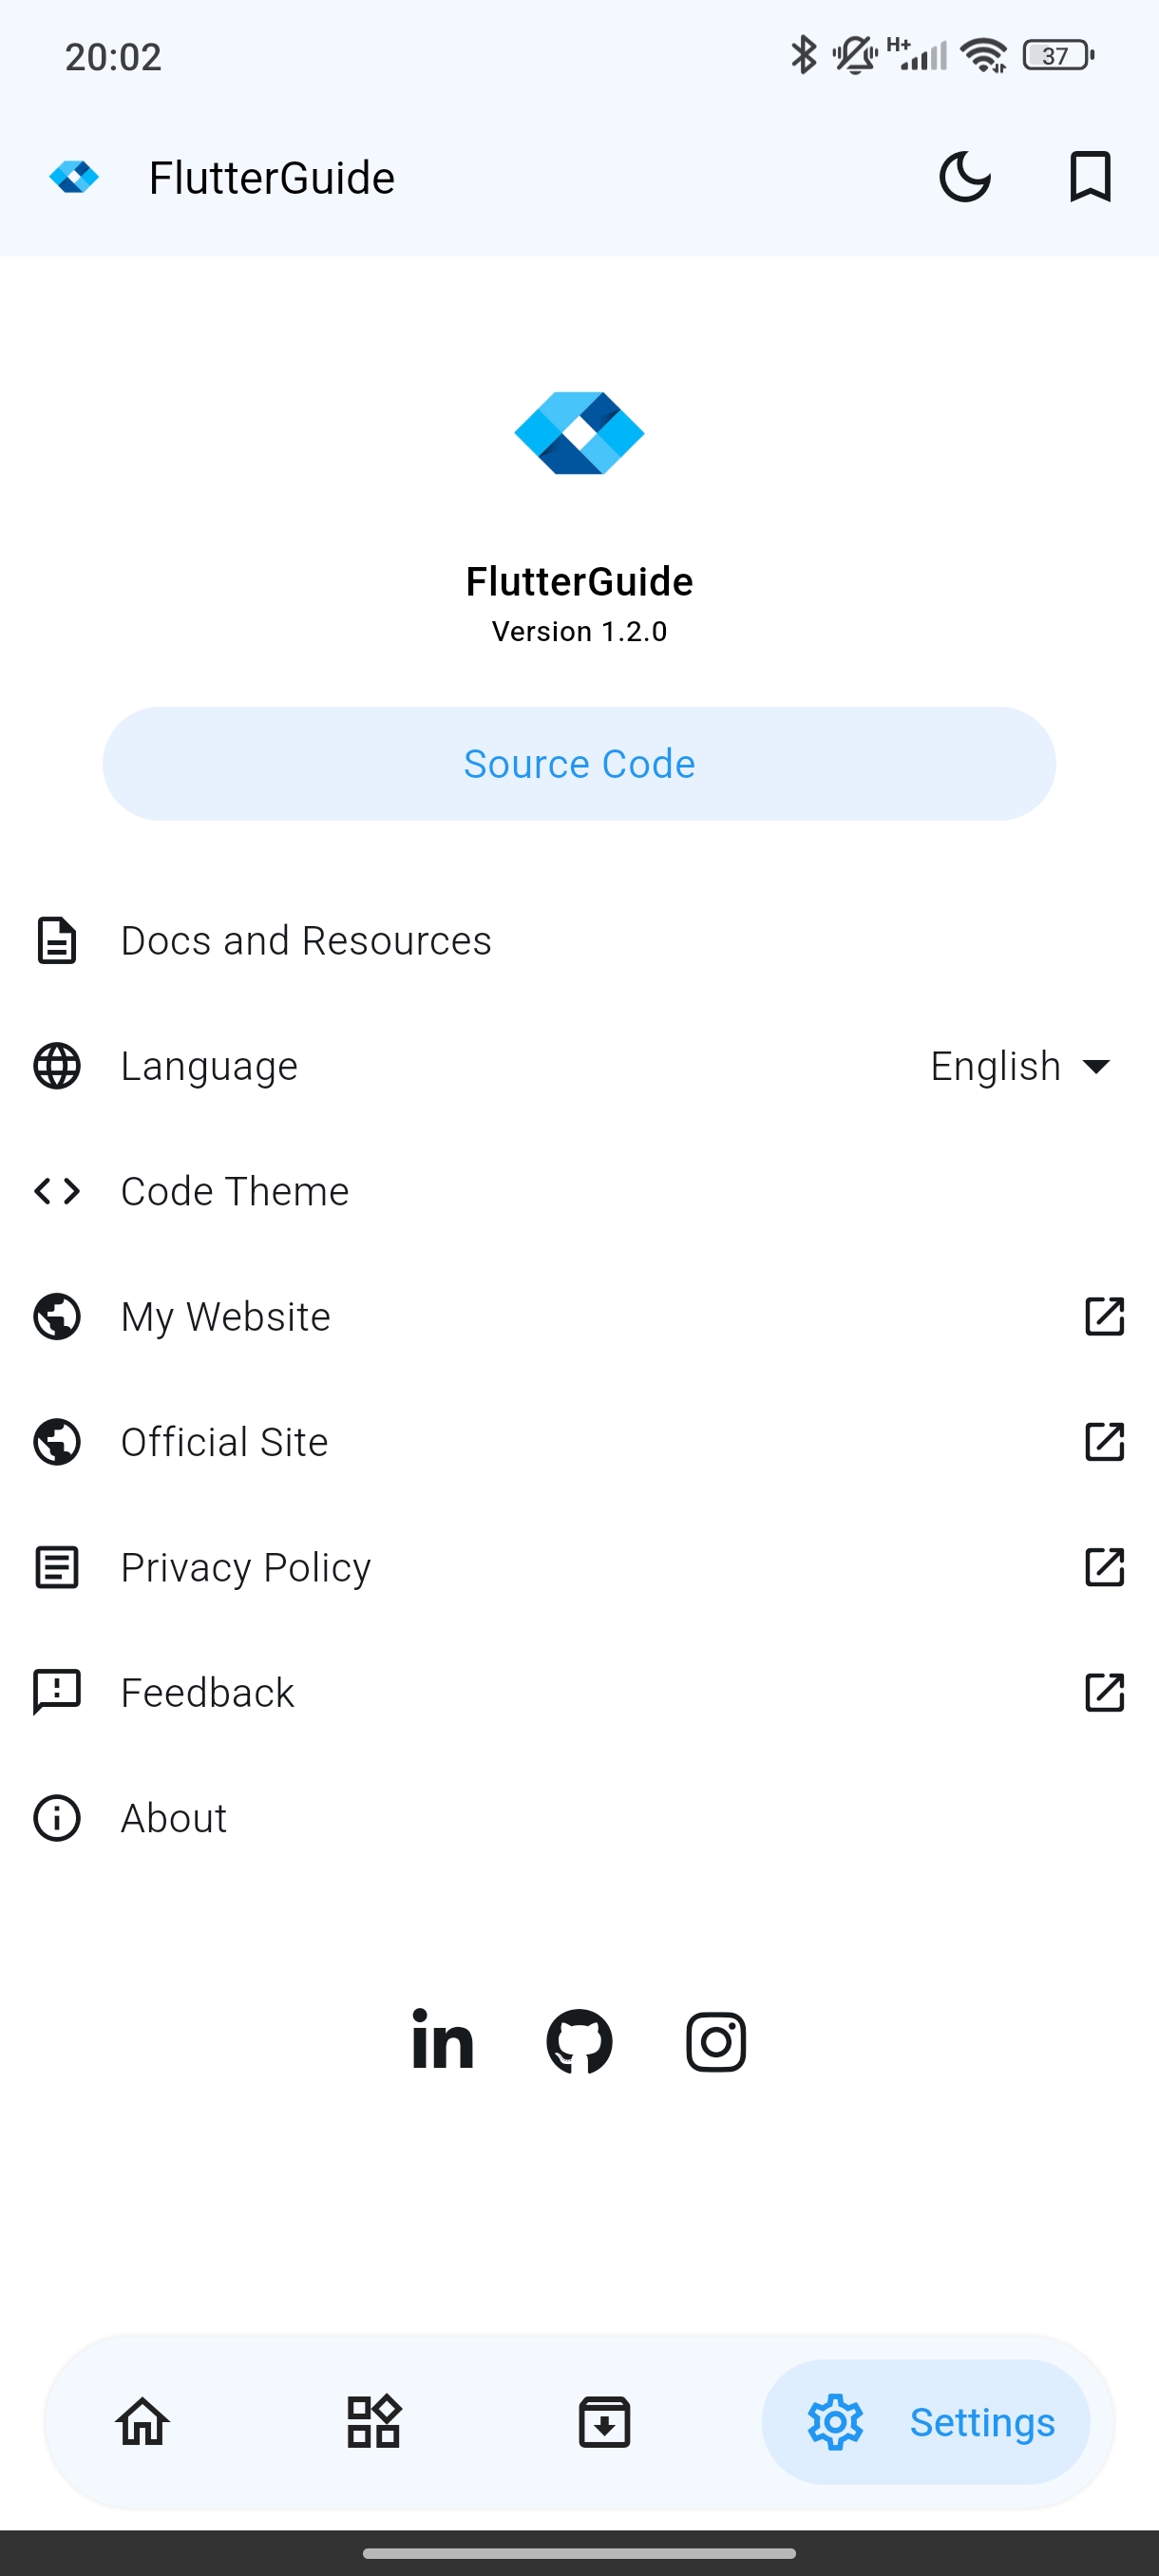 20:02
H+
37
FlutterGuide
FlutterGuide
Version 1.2.0
Source Code
Docs and Resources
Language English
Code Theme
My Website
Official Site
Privacy Policy
Feedback
About
in
Settings